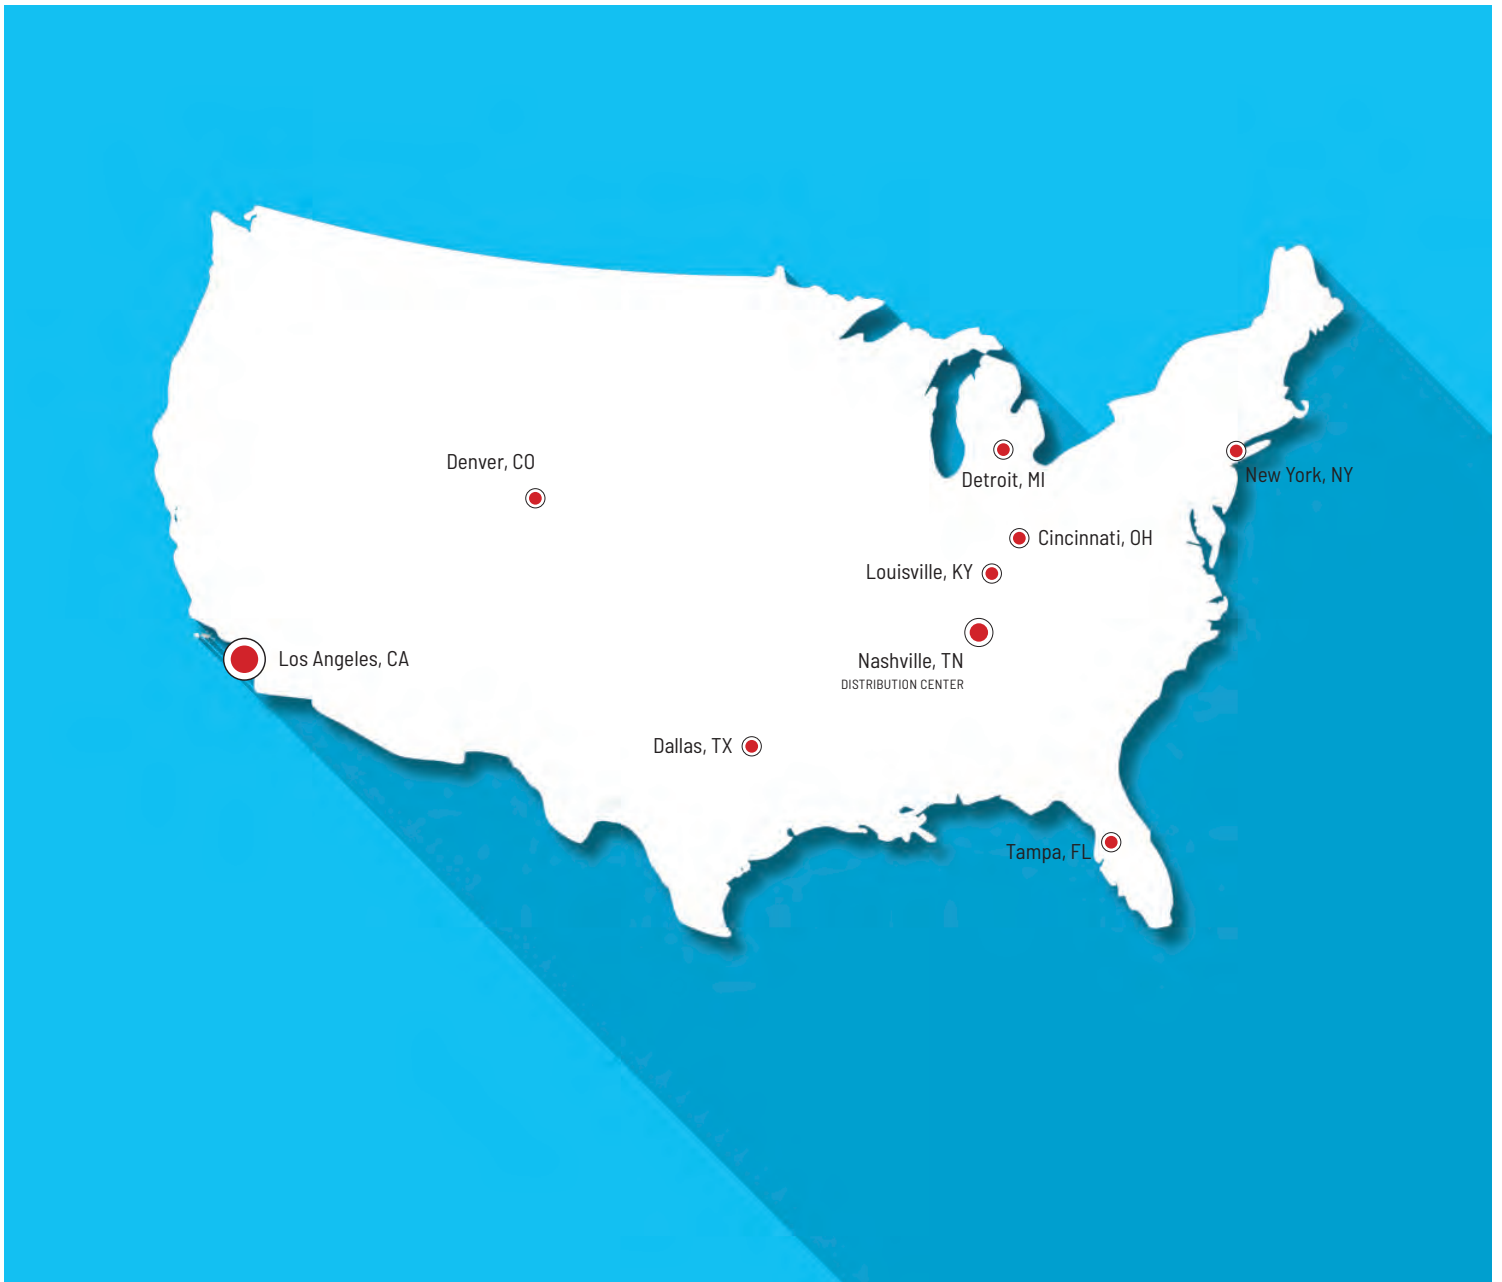 Denver, CO
Detroit, MI
New York, NY
Cincinnati, OH
Louisville, KY
Los Angeles, CA
Nashville, TN
DISTRIBUTION CENTER
Dallas, TX
Tampa, FL